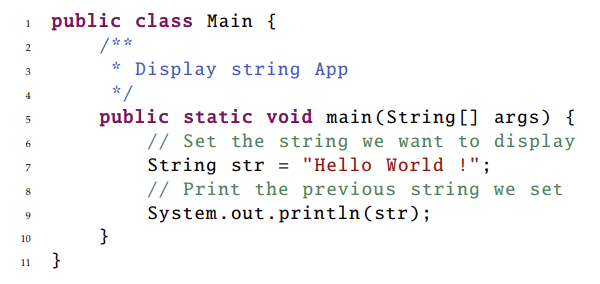 1 public class Main {
2 /**
3 * Display string App
4 */
5 public static void main(String[] args) {
6 // Set the string we want to display
7 String str = "Hello World !";
8 // Print the previous string we set
9 System.out.println(str);
10 }
11 }